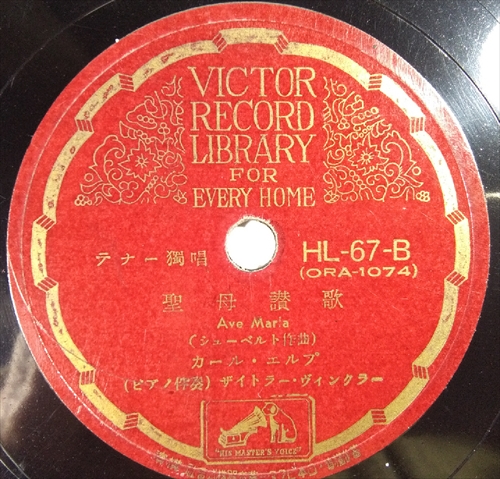 VICTOR
RECORD
LIBRARY
FOR
EVERY HOME
テナー獨唱
HL-67-B
(ORA-1074)
聖母讃歌
Ave Maria
(シューベルト作曲)
カール・エルプ
(ピアノ伴奏) ザイトラー・ヴィンクラー
"HIS MASTER'S VOICE"